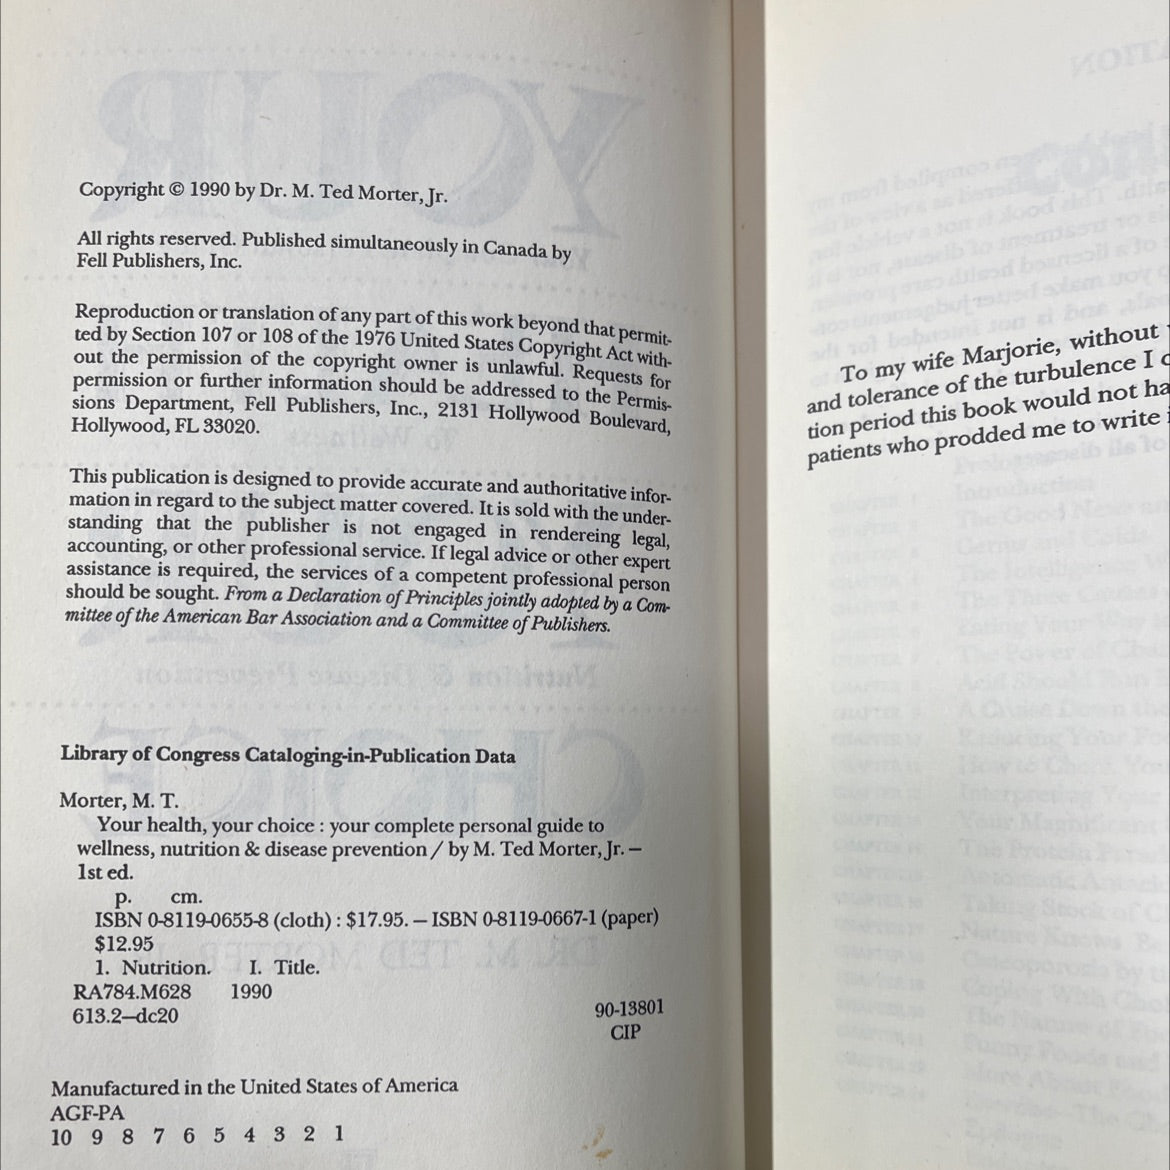 Copyright © 1990 by Dr. M. Ted Morter, Jr.
All rights reserved. Published simultaneously in Canada by
Fell Publishers, Inc.
Reproduction or translation of any part of this work beyond that permit-
ted by Section 107 or 108 of the 1976 United States Copyright Act with-
out the permission of the copyright owner is unlawful. Requests for
permission or further information should be addressed to the Permis-
sions Department, Fell Publishers, Inc., 2131 Hollywood Boulevard,
Hollywood, FL 33020.
This publication is designed to provide accurate and authoritative infor-
mation in regard to the subject matter covered. It is sold with the under-
standing that the publisher is not engaged in rendereing legal,
accounting, or other professional service. If legal advice or other expert
assistance is required, the services of a competent professional person
should be sought. From a Declaration of Principles jointly adopted by a Com-
mittee of the American Bar Association and a Committee of Publishers.
Library of Congress Cataloging-in-Publication Data
Morter, M. T.
Your health, your choice : your complete personal guide to
wellness, nutrition & disease prevention / by M. Ted Morter, Jr. —
1st ed.
p. cm.
ISBN 0-8119-0655-8 (cloth) : $17.95. — ISBN 0-8119-0667-1 (paper)
$12.95
1. Nutrition. I. Title.
RA784.M628 1990
613.2—dc20
90-13801
CIP
Manufactured in the United States of America
AGF-PA
10 9 8 7 6 5 4 3 2 1
To my wife Marjorie, without
and tolerance of the turbulence I
tion period this book would not ha
patients who prodded me to write